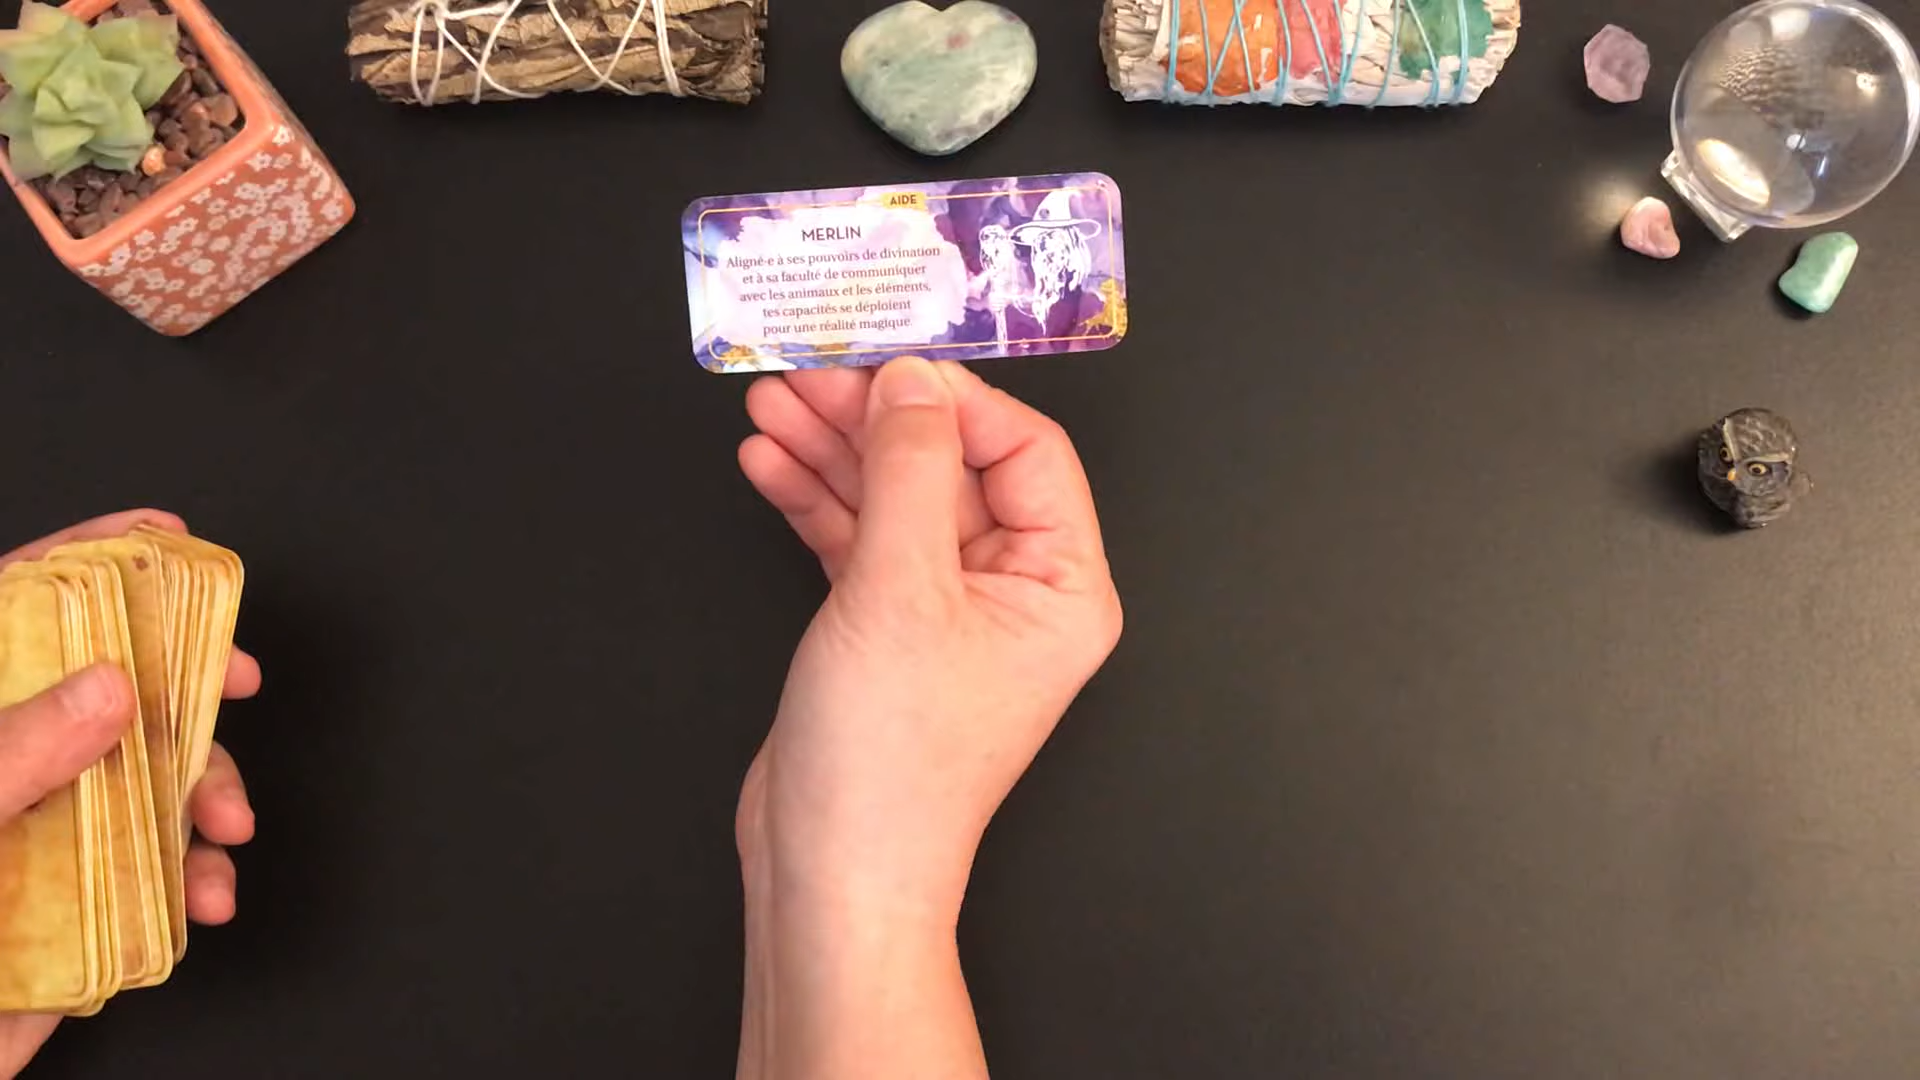 AIDE
MERLIN
Aligné·e à ses pouvoirs de divination
et à sa faculté de communiquer
avec les animaux et les éléments,
tes capacités se déploient
pour une réalité magique.